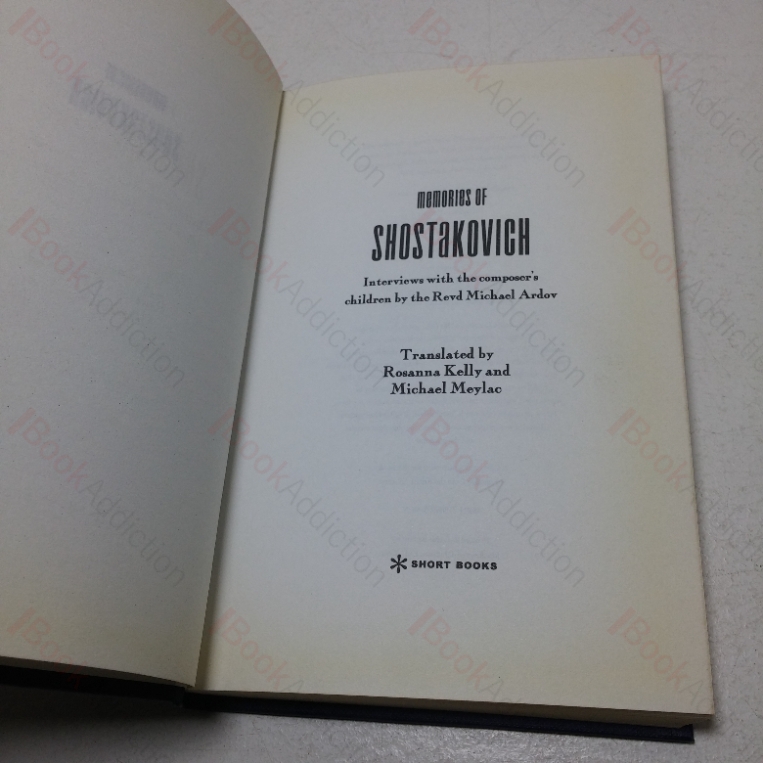 memories of
SHOSTaKOVICH
Interviews with the composer's
children by the Revd Michael Ardov
Translated by
Rosanna Kelly and
Michael Meylac
SHORT BOOKS
BookAddiction